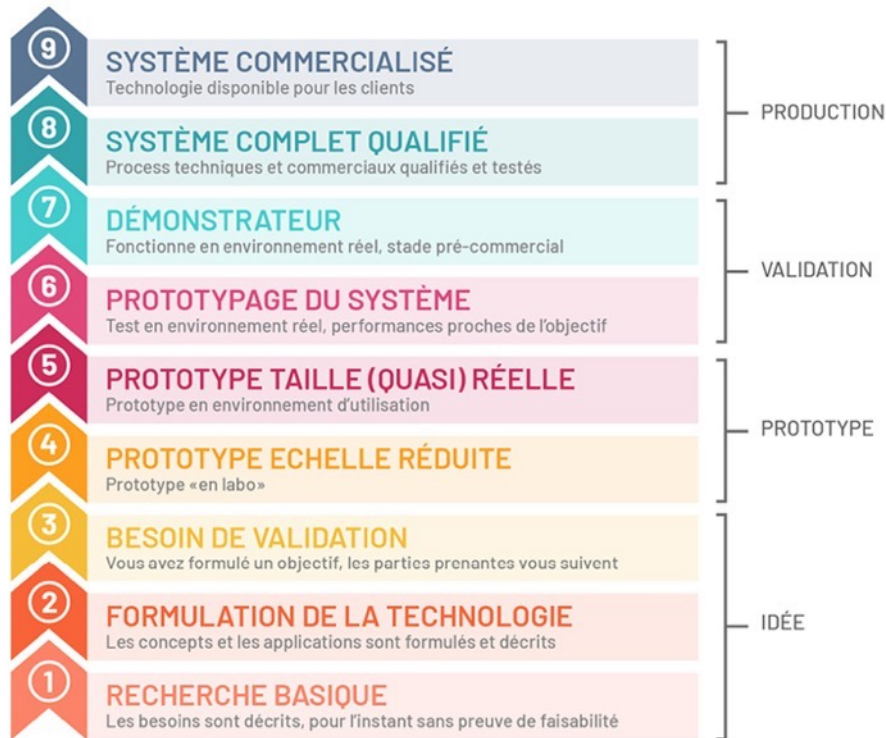 9
SYSTÈME COMMERCIALISÉ
Technologie disponible pour les clients
8
SYSTÈME COMPLET QUALIFIÉ
Process techniques et commerciaux qualifiés et testés
PRODUCTION
7
DÉMONSTRATEUR
Fonctionne en environnement réel, stade pré-commercial
6
PROTOTYPAGE DU SYSTÈME
Test en environnement réel, performances proches de l'objectif
VALIDATION
5
PROTOTYPE TAILLE (QUASI) RÉELLE
Prototype en environnement d'utilisation
4
PROTOTYPE ECHELLE RÉDUITE
Prototype «en labo»
PROTOTYPE
3
BESOIN DE VALIDATION
Vous avez formulé un objectif, les parties prenantes vous suivent
2
FORMULATION DE LA TECHNOLOGIE
Les concepts et les applications sont formulés et décrits
1
RECHERCHE BASIQUE
Les besoins sont décrits, pour l'instant sans preuve de faisabilité
IDÉE